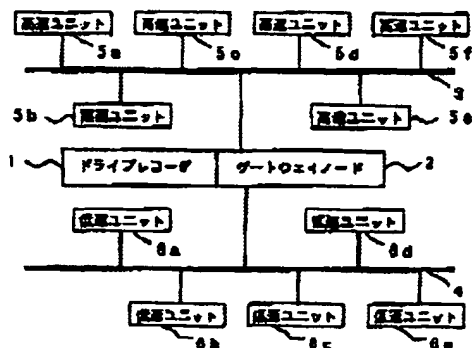 高速ユニット 高速ユニット 高速ユニット 高速ユニット
5a 5c 5d 5f
3
5b 高速ユニット 高速ユニット 5e
1 ドライブレコーダ ゲートウェイノード 2
低速ユニット 低速ユニット
6a 6d
4
低速ユニット 低速ユニット 低速ユニット
6b 6c 6e